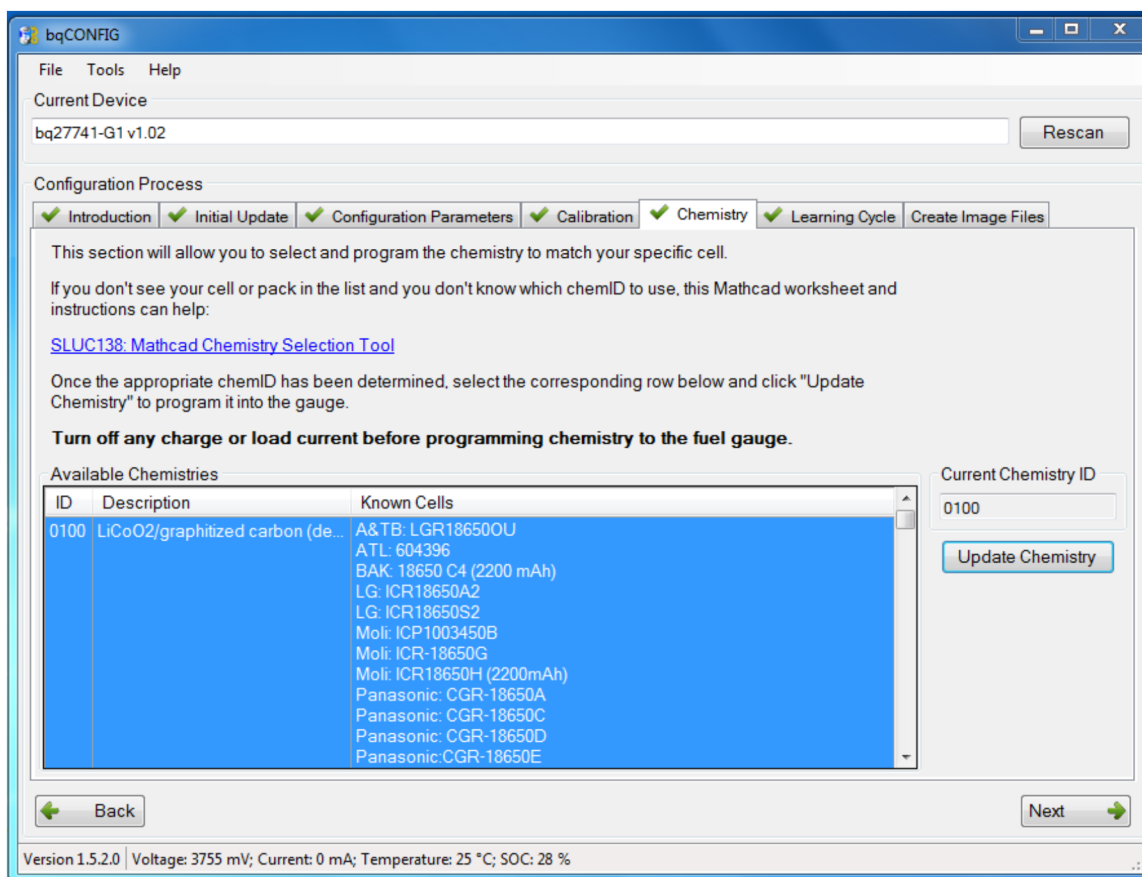 bqCONFIG
File Tools Help
Current Device
bq27741-G1 v1.02
Rescan
Configuration Process
Introduction Initial Update Configuration Parameters Calibration Chemistry Learning Cycle Create Image Files
This section will allow you to select and program the chemistry to match your specific cell.
If you don't see your cell or pack in the list and you don't know which chemID to use, this Mathcad worksheet and
instructions can help:
SLUC138: Mathcad Chemistry Selection Tool
Once the appropriate chemID has been determined, select the corresponding row below and click "Update
Chemistry" to program it into the gauge.
Turn off any charge or load current before programming chemistry to the fuel gauge.
Available Chemistries
ID Description Known Cells
0100 LiCoO2/graphitized carbon (de... A&TB: LGR18650OU
ATL: 604396
BAK: 18650 C4 (2200 mAh)
LG: ICR18650A2
LG: ICR18650S2
Moli: ICP1003450B
Moli: ICR-18650G
Moli: ICR18650H (2200mAh)
Panasonic: CGR-18650A
Panasonic: CGR-18650C
Panasonic: CGR-18650D
Panasonic:CGR-18650E
Current Chemistry ID
0100
Update Chemistry
Back
Next
Version 1.5.2.0 Voltage: 3755 mV; Current: 0 mA; Temperature: 25 °C; SOC: 28 %